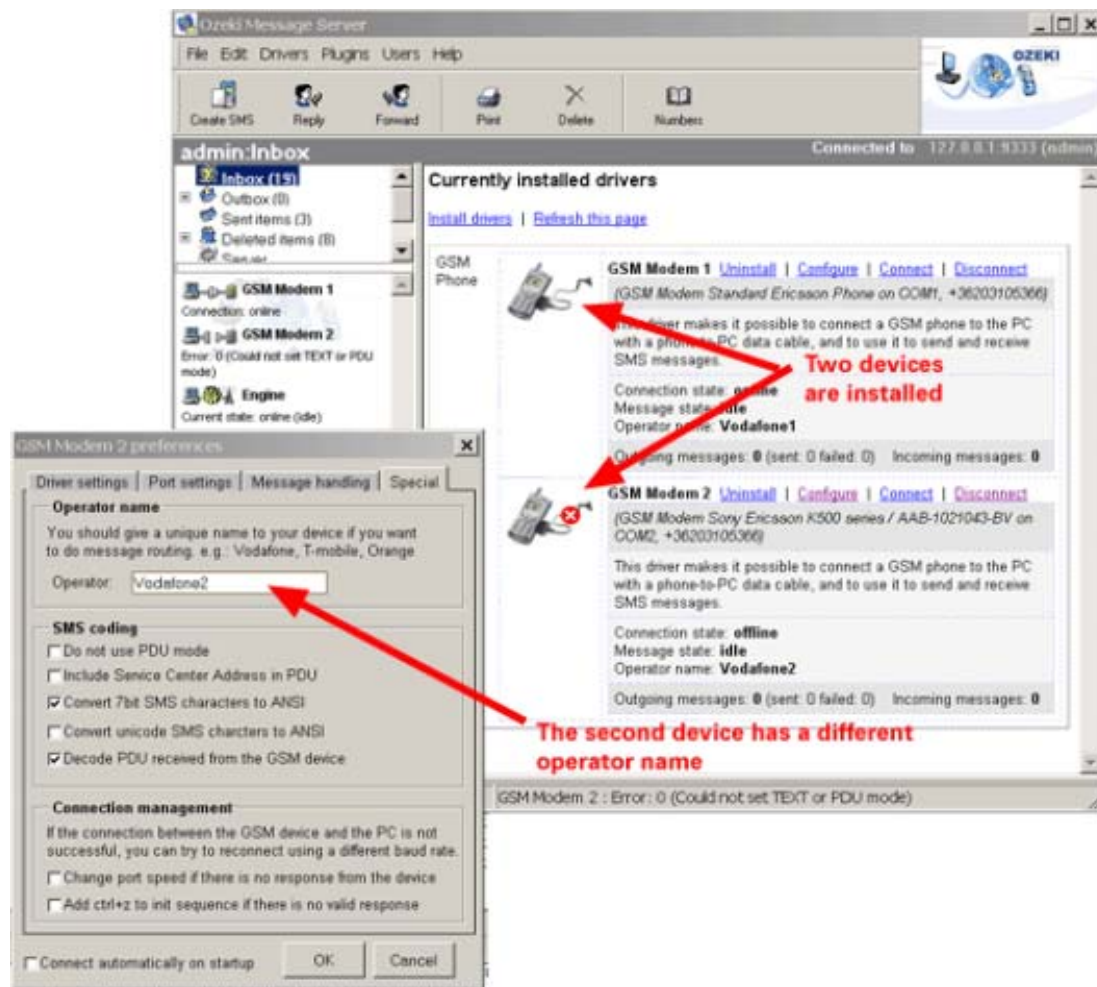 Ozeki Message Server
File Edit Drivers Plugins Users Help
OZEKI
Create SMS Reply Forward Print Delete Numbers
admin:Inbox
Connected to 127.0.0.1:9333 (admin)
Inbox (19)
Outbox (0)
Sent items (3)
Deleted items (8)
Server
GSM Modem 1
Connection: online
GSM Modem 2
Error: 0 (Could not set TEXT or PDU
mode)
Engine
Current state: online (idle)
Currently installed drivers
Install drivers | Refresh this page
GSM
Phone
GSM Modem 1 Uninstall | Configure | Connect | Disconnect
(GSM Modem Standard Ericsson Phone on COM1, +36203105366)
This driver makes it possible to connect a GSM phone to the PC
with a phone-to-PC data cable, and to use it to send and receive
SMS messages.
Connection state: online
Message state: idle
Operator name: Vodafone1
Outgoing messages: 0 (sent: 0 failed: 0) Incoming messages: 0
Two devices
are installed
GSM Modem 2 Uninstall | Configure | Connect | Disconnect
(GSM Modem Sony Ericsson K500 series / AAB-1021043-BV on
COM2, +36203105366)
This driver makes it possible to connect a GSM phone to the PC
with a phone-to-PC data cable, and to use it to send and receive
SMS messages.
Connection state: offline
Message state: idle
Operator name: Vodafone2
Outgoing messages: 0 (sent: 0 failed: 0) Incoming messages: 0
The second device has a different
operator name
GSM Modem 2 : Error: 0 (Could not set TEXT or PDU mode)
GSM Modem 2 preferences
Driver settings Port settings Message handling Special
Operator name
You should give a unique name to your device if you want
to do message routing. e.g.: Vodafone, T-mobile, Orange
Operator: Vodafone2
SMS coding
Do not use PDU mode
Include Service Center Address in PDU
Convert 7bit SMS characters to ANSI
Convert unicode SMS charcters to ANSI
Decode PDU received from the GSM device
Connection management
If the connection between the GSM device and the PC is not
successful, you can try to reconnect using a different baud rate.
Change port speed if there is no response from the device
Add ctrl+z to init sequence if there is no valid response
Connect automatically on startup OK Cancel